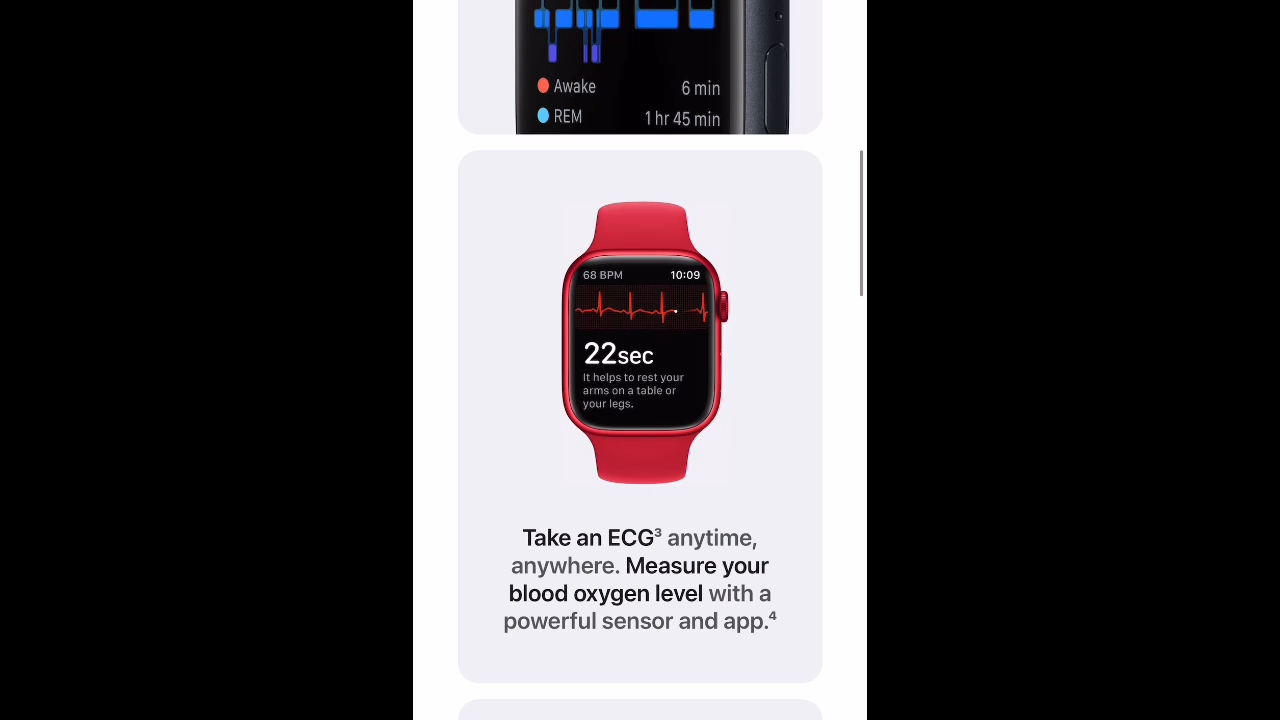 Awake 6 min
REM 1 hr 45 min
68 BPM 10:09
22sec
It helps to rest your
arms on a table or
your legs.
Take an ECG³ anytime,
anywhere. Measure your
blood oxygen level with a
powerful sensor and app.⁴